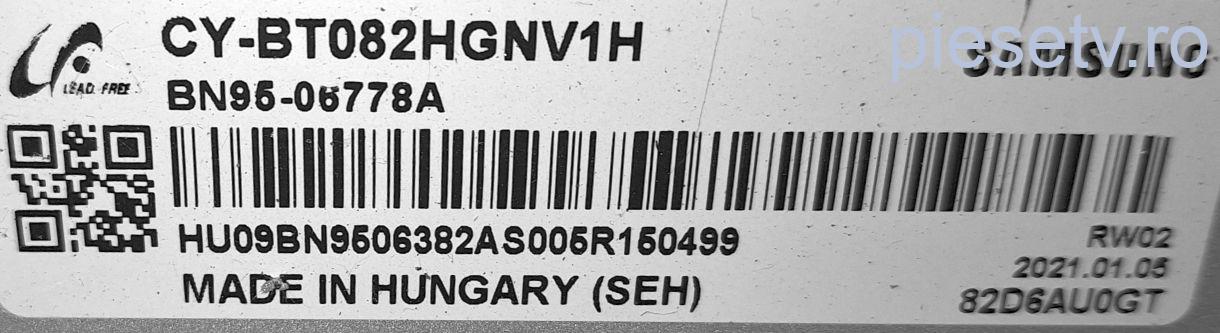 CY-BT082HGNV1H
piesetv.ro
SAMSUNG
LEAD FREE
BN95-06778A
HU09BN9506382AS005R150499
RW02
2021.01.05
MADE IN HUNGARY (SEH)
82D6AU0GT